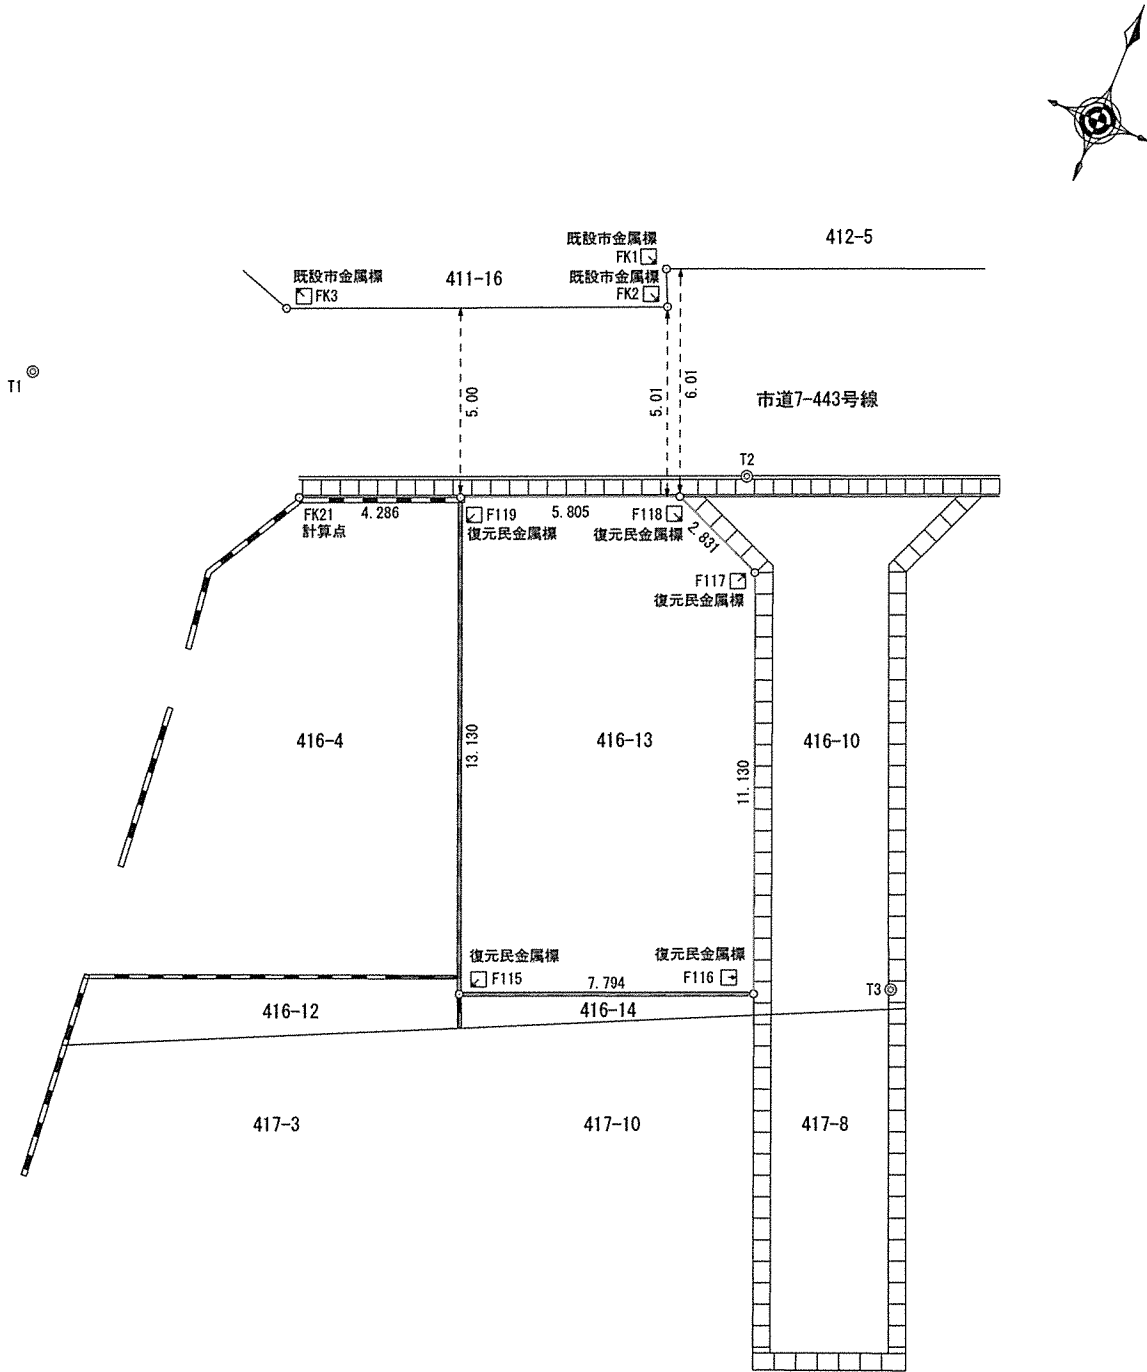 412-5
既設市金属標
FK1
既設市金属標
FK2
既設市金属標
FK3
411-16
T1
5.00
5.01
6.01
市道7-443号線
T2
FK21
計算点
4.286
F119
復元民金属標
5.805
F118
復元民金属標
2.831
F117
復元民金属標
416-4
13.130
416-13
11.130
416-10
復元民金属標
F115
復元民金属標
F116
7.794
T3
416-12
416-14
417-3
417-10
417-8